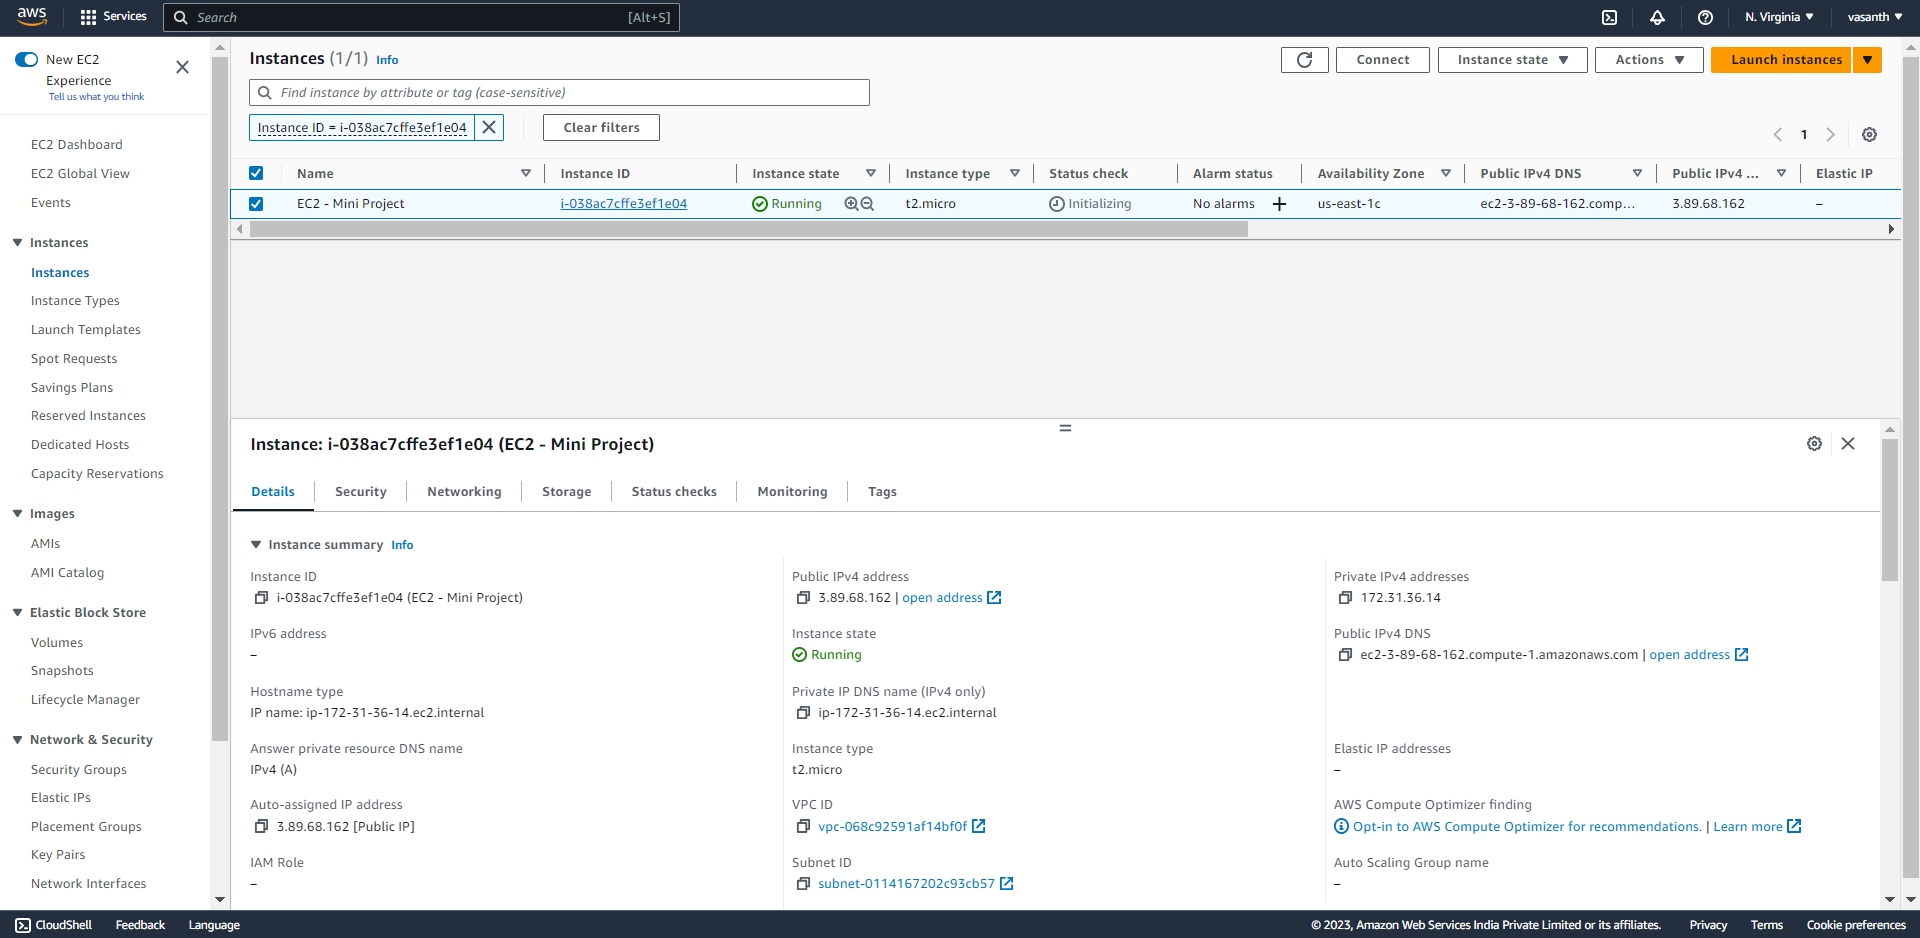 aws
Services
Search
[Alt+S]
N. Virginia
vasanth
New EC2
Experience
Tell us what you think
EC2 Dashboard
EC2 Global View
Events
Instances
Instances
Instance Types
Launch Templates
Spot Requests
Savings Plans
Reserved Instances
Dedicated Hosts
Capacity Reservations
Images
AMIs
AMI Catalog
Elastic Block Store
Volumes
Snapshots
Lifecycle Manager
Network & Security
Security Groups
Elastic IPs
Placement Groups
Key Pairs
Network Interfaces
Instances (1/1) Info
Connect
Instance state
Actions
Launch instances
Find instance by attribute or tag (case-sensitive)
Instance ID = i-038ac7cffe3ef1e04
Clear filters
1
Name Instance ID Instance state Instance type Status check Alarm status Availability Zone Public IPv4 DNS Public IPv4 ... Elastic IP
EC2 - Mini Project i-038ac7cffe3ef1e04 Running t2.micro Initializing No alarms + us-east-1c ec2-3-89-68-162.comp... 3.89.68.162 –
Instance: i-038ac7cffe3ef1e04 (EC2 - Mini Project)
Details Security Networking Storage Status checks Monitoring Tags
Instance summary Info
Instance ID
i-038ac7cffe3ef1e04 (EC2 - Mini Project)
Public IPv4 address
3.89.68.162 | open address
Private IPv4 addresses
172.31.36.14
IPv6 address
–
Instance state
Running
Public IPv4 DNS
ec2-3-89-68-162.compute-1.amazonaws.com | open address
Hostname type
IP name: ip-172-31-36-14.ec2.internal
Private IP DNS name (IPv4 only)
ip-172-31-36-14.ec2.internal
Answer private resource DNS name
IPv4 (A)
Instance type
t2.micro
Elastic IP addresses
–
Auto-assigned IP address
3.89.68.162 [Public IP]
VPC ID
vpc-068c92591af14bf0f
AWS Compute Optimizer finding
Opt-in to AWS Compute Optimizer for recommendations. | Learn more
IAM Role
–
Subnet ID
subnet-0114167202c93cb57
Auto Scaling Group name
–
CloudShell Feedback Language
© 2023, Amazon Web Services India Private Limited or its affiliates. Privacy Terms Cookie preferences